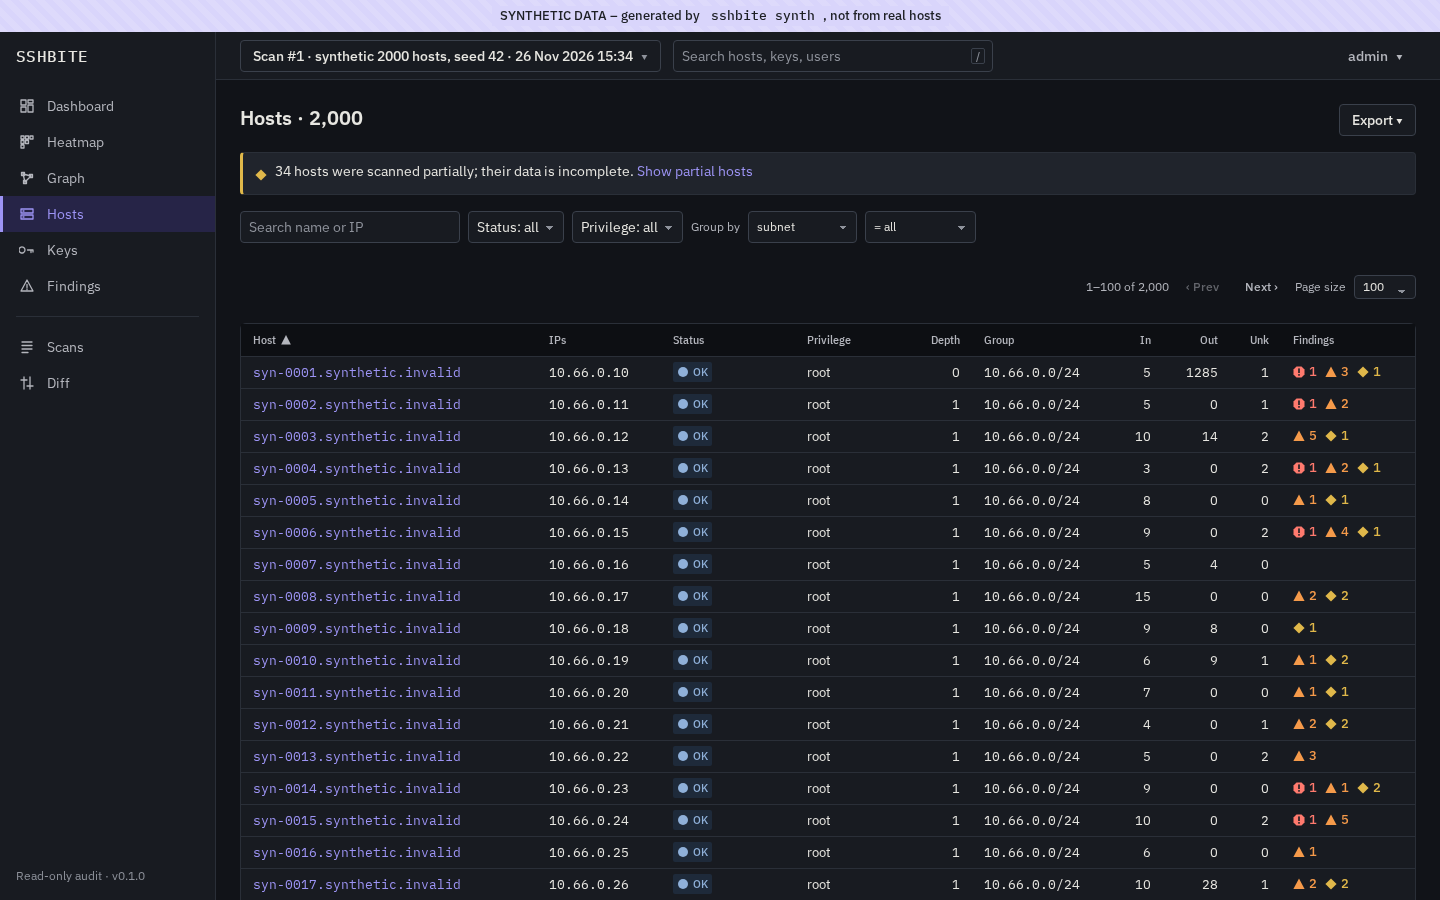 SYNTHETIC DATA – generated by sshbite synth , not from real hosts
SSHBITE
Scan #1 · synthetic 2000 hosts, seed 42 · 26 Nov 2026 15:34 ▾
Search hosts, keys, users /
admin ▾
Dashboard
Heatmap
Graph
Hosts
Keys
Findings
Scans
Diff
Read-only audit · v0.1.0
Hosts · 2,000
Export ▾
34 hosts were scanned partially; their data is incomplete. Show partial hosts
Search name or IP Status: all Privilege: all Group by subnet = all
1–100 of 2,000 ‹ Prev Next › Page size 100
Host ▲ IPs Status Privilege Depth Group In Out Unk Findings
syn-0001.synthetic.invalid 10.66.0.10 OK root 0 10.66.0.0/24 5 1285 1 1 3 1
syn-0002.synthetic.invalid 10.66.0.11 OK root 1 10.66.0.0/24 5 0 1 1 2
syn-0003.synthetic.invalid 10.66.0.12 OK root 1 10.66.0.0/24 10 14 2 5 1
syn-0004.synthetic.invalid 10.66.0.13 OK root 1 10.66.0.0/24 3 0 2 1 2 1
syn-0005.synthetic.invalid 10.66.0.14 OK root 1 10.66.0.0/24 8 0 0 1 1
syn-0006.synthetic.invalid 10.66.0.15 OK root 1 10.66.0.0/24 9 0 2 1 4 1
syn-0007.synthetic.invalid 10.66.0.16 OK root 1 10.66.0.0/24 5 4 0
syn-0008.synthetic.invalid 10.66.0.17 OK root 1 10.66.0.0/24 15 0 0 2 2
syn-0009.synthetic.invalid 10.66.0.18 OK root 1 10.66.0.0/24 9 8 0 1
syn-0010.synthetic.invalid 10.66.0.19 OK root 1 10.66.0.0/24 6 9 1 1 2
syn-0011.synthetic.invalid 10.66.0.20 OK root 1 10.66.0.0/24 7 0 0 1 1
syn-0012.synthetic.invalid 10.66.0.21 OK root 1 10.66.0.0/24 4 0 1 2 2
syn-0013.synthetic.invalid 10.66.0.22 OK root 1 10.66.0.0/24 5 0 2 3
syn-0014.synthetic.invalid 10.66.0.23 OK root 1 10.66.0.0/24 9 0 0 1 1 2
syn-0015.synthetic.invalid 10.66.0.24 OK root 1 10.66.0.0/24 10 0 2 1 5
syn-0016.synthetic.invalid 10.66.0.25 OK root 1 10.66.0.0/24 6 0 0 1
syn-0017.synthetic.invalid 10.66.0.26 OK root 1 10.66.0.0/24 10 28 1 2 2